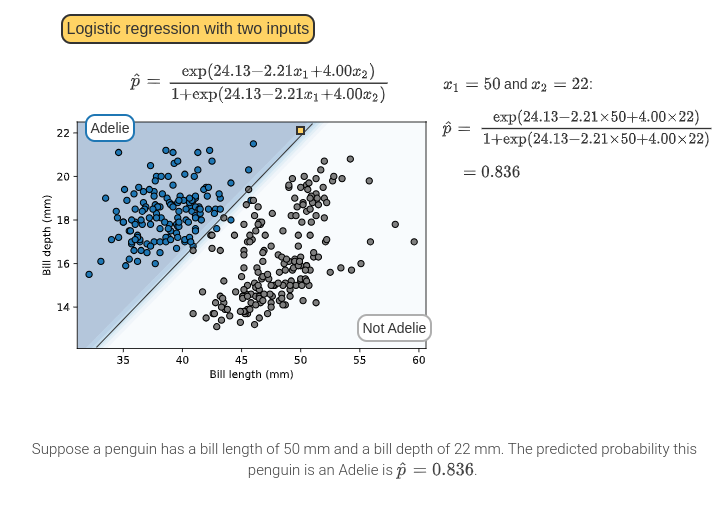 Logistic regression with two inputs
p̂ = exp(24.13−2.21x₁+4.00x₂) / 1+exp(24.13−2.21x₁+4.00x₂)
x₁ = 50 and x₂ = 22:
p̂ = exp(24.13−2.21×50+4.00×22) / 1+exp(24.13−2.21×50+4.00×22)
= 0.836
Adelie
Not Adelie
22
20
18
16
14
Bill depth (mm)
35 40 45 50 55 60
Bill length (mm)
Suppose a penguin has a bill length of 50 mm and a bill depth of 22 mm. The predicted probability this
penguin is an Adelie is p̂ = 0.836.